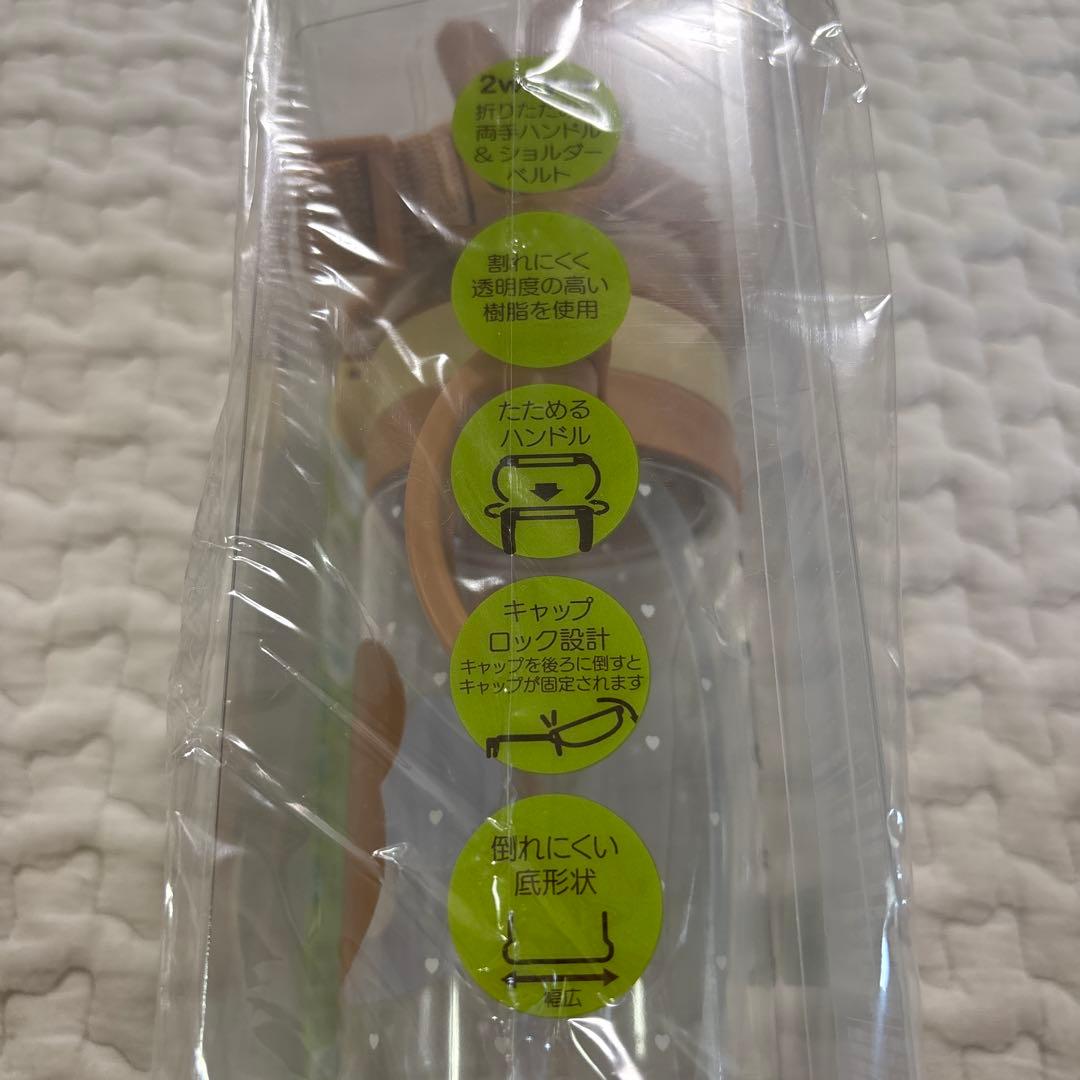 折りたため
両手ハンドル
& ショルダー
ベルト
割れにくく
透明度の高い
樹脂を使用
たためる
ハンドル
キャップ
ロック設計
キャップを後ろに倒すと
キャップが固定されます
倒れにくい
底形状
幅広